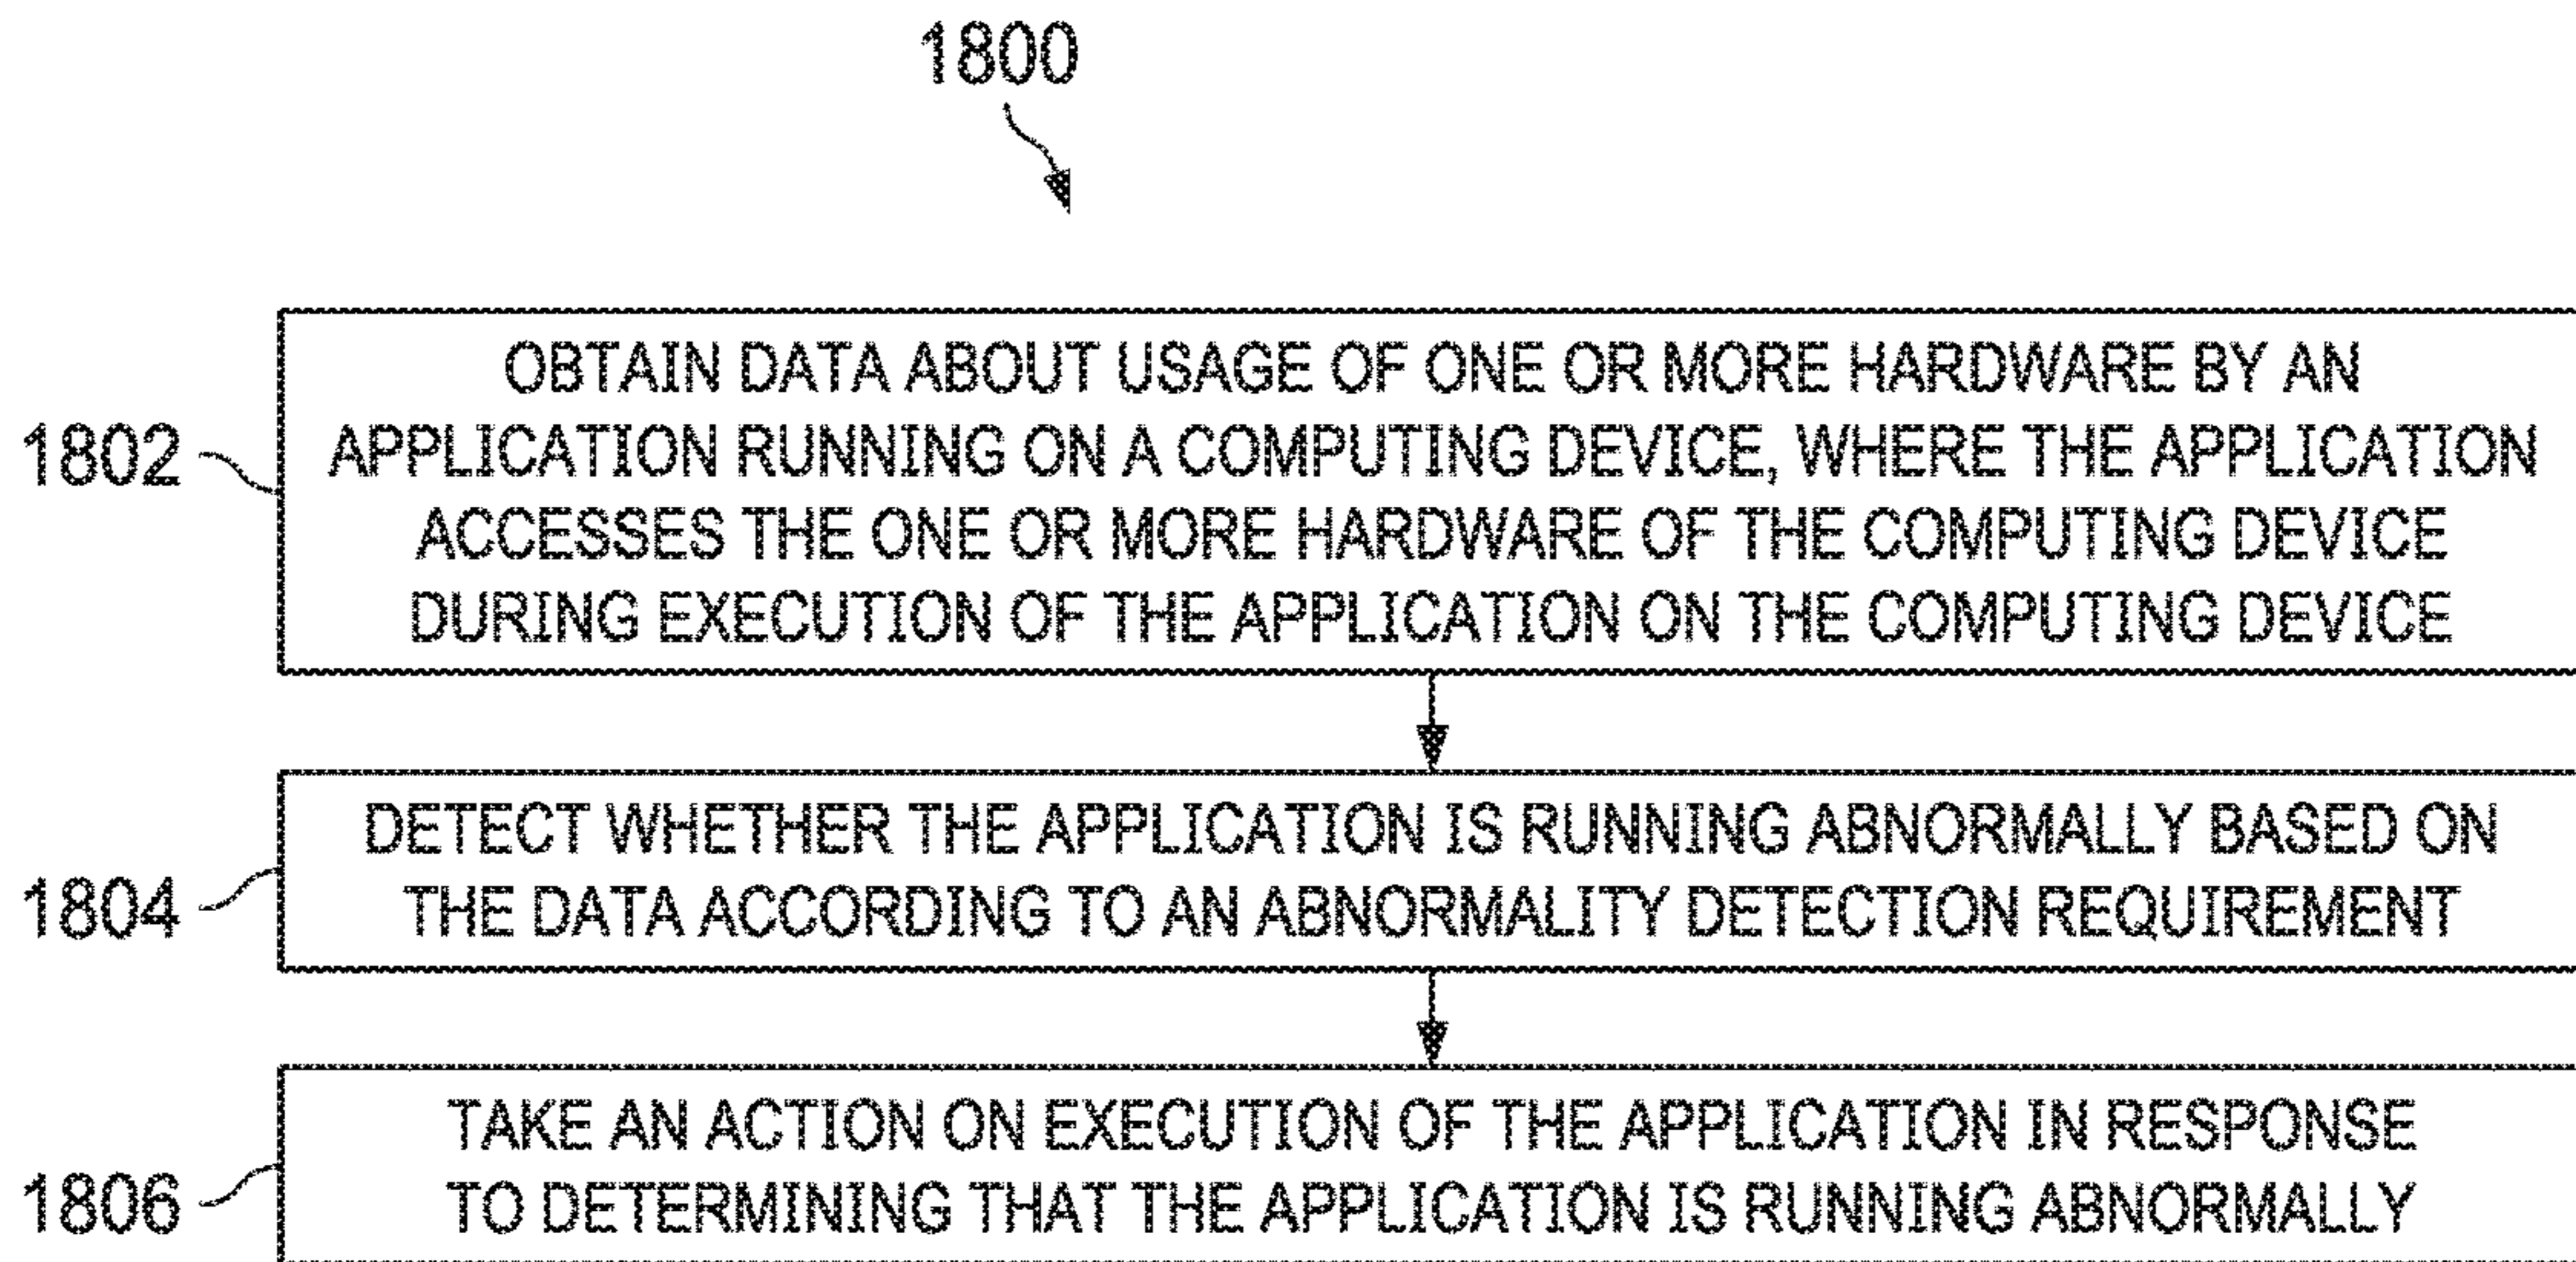 1800
1802
OBTAIN DATA ABOUT USAGE OF ONE OR MORE HARDWARE BY AN
APPLICATION RUNNING ON A COMPUTING DEVICE, WHERE THE APPLICATION
ACCESSES THE ONE OR MORE HARDWARE OF THE COMPUTING DEVICE
DURING EXECUTION OF THE APPLICATION ON THE COMPUTING DEVICE
1804
DETECT WHETHER THE APPLICATION IS RUNNING ABNORMALLY BASED ON
THE DATA ACCORDING TO AN ABNORMALITY DETECTION REQUIREMENT
1806
TAKE AN ACTION ON EXECUTION OF THE APPLICATION IN RESPONSE
TO DETERMINING THAT THE APPLICATION IS RUNNING ABNORMALLY